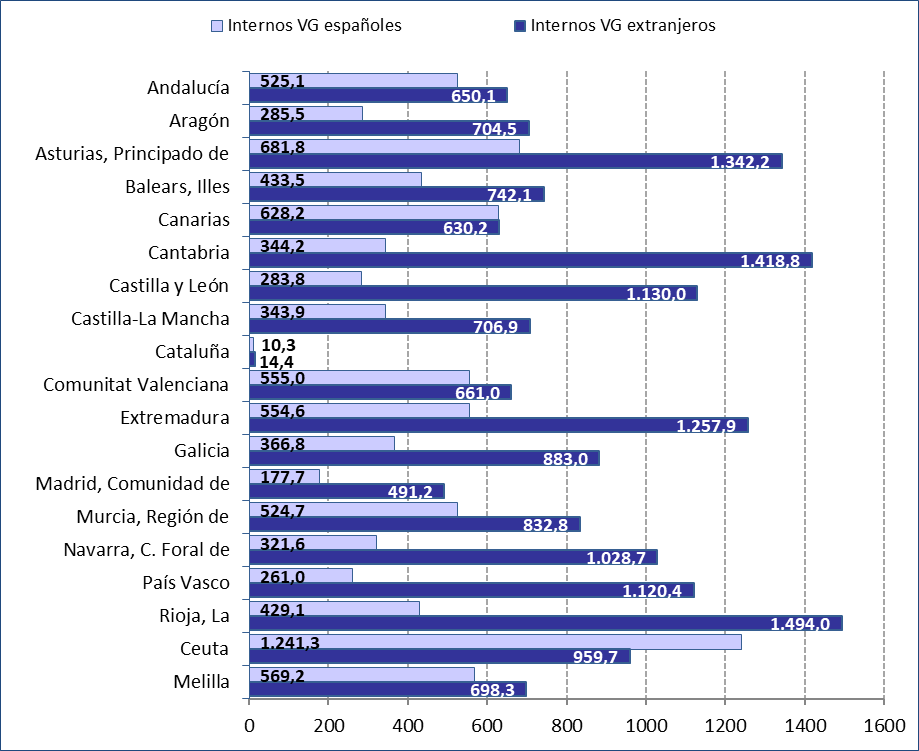 Internos VG españoles Internos VG extranjeros
Andalucía 525,1
650,1
Aragón 285,5
704,5
Asturias, Principado de 681,8
1.342,2
Balears, Illes 433,5
742,1
Canarias 628,2
630,2
Cantabria 344,2
1.418,8
Castilla y León 283,8
1.130,0
Castilla-La Mancha 343,9
706,9
Cataluña 10,3
14,4
Comunitat Valenciana 555,0
661,0
Extremadura 554,6
1.257,9
Galicia 366,8
883,0
Madrid, Comunidad de 177,7
491,2
Murcia, Región de 524,7
832,8
Navarra, C. Foral de 321,6
1.028,7
País Vasco 261,0
1.120,4
Rioja, La 429,1
1.494,0
Ceuta 1.241,3
959,7
Melilla 569,2
698,3
0 200 400 600 800 1000 1200 1400 1600